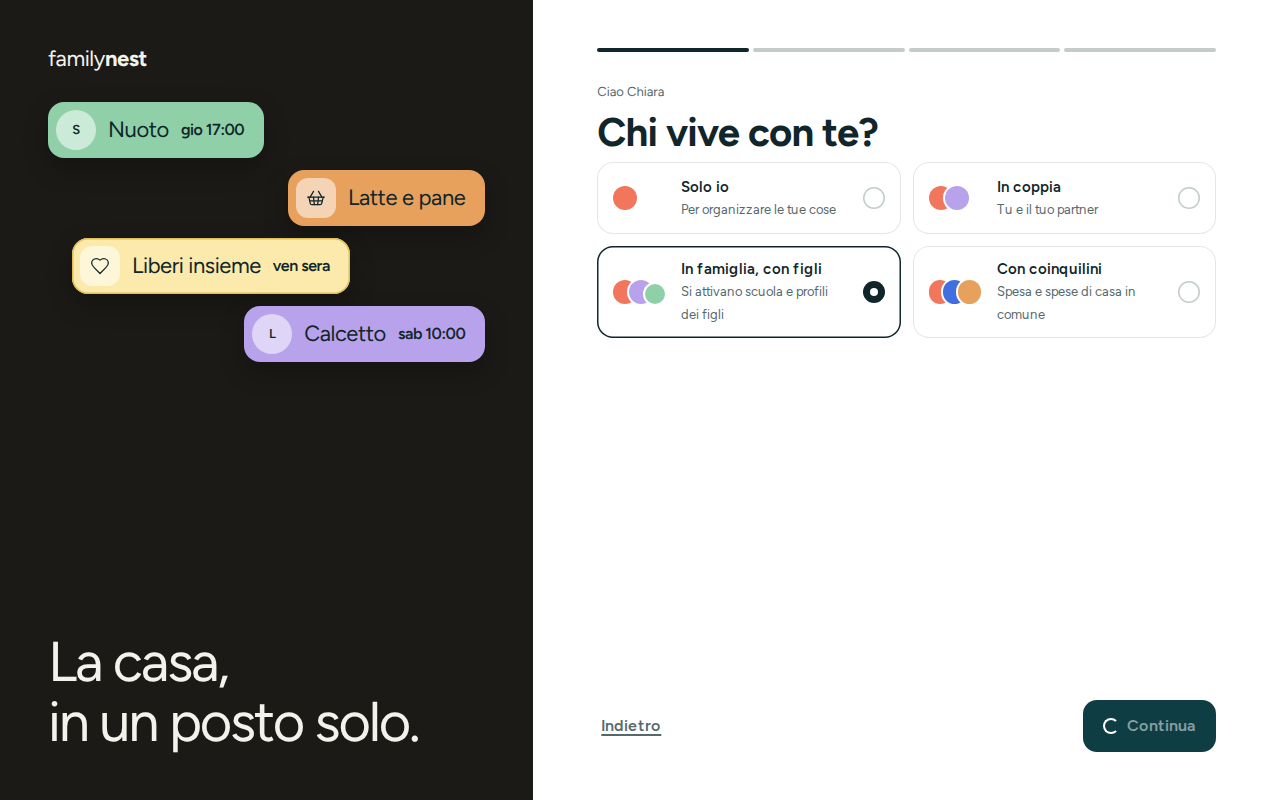 familynest
S Nuoto gio 17:00
Latte e pane
Liberi insieme ven sera
L Calcetto sab 10:00
La casa,
in un posto solo.
Ciao Chiara
Chi vive con te?
Solo io
Per organizzare le tue cose
In coppia
Tu e il tuo partner
In famiglia, con figli
Si attivano scuola e profili
dei figli
Con coinquilini
Spesa e spese di casa in
comune
Indietro
Continua